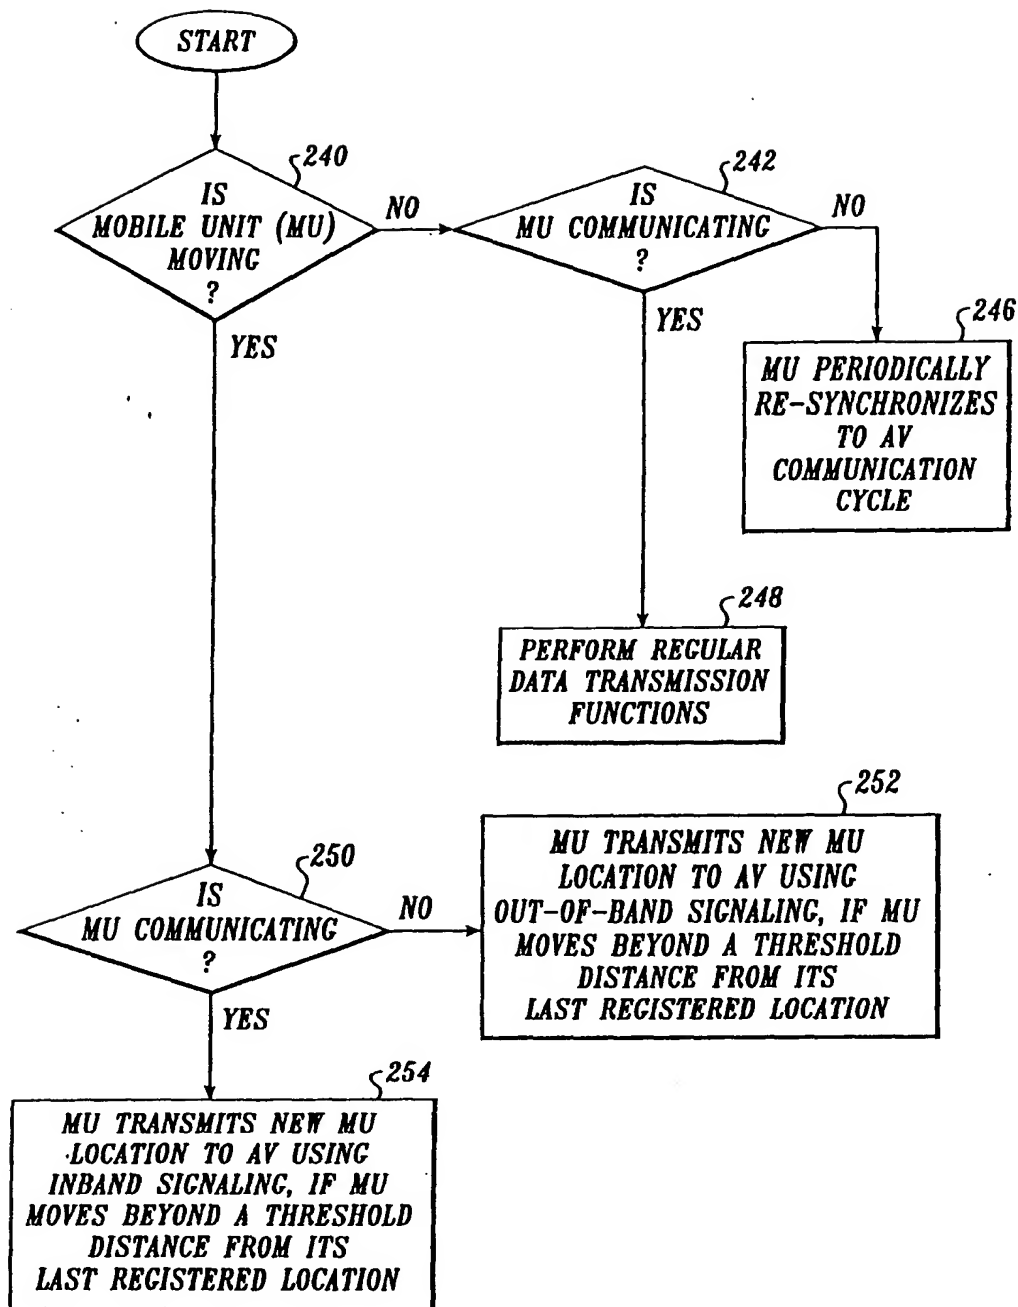 START
240
IS
MOBILE UNIT (MU)
MOVING
?
NO
YES
242
IS
MU COMMUNICATING
?
NO
YES
246
MU PERIODICALLY
RE-SYNCHRONIZES
TO AV
COMMUNICATION
CYCLE
248
PERFORM REGULAR
DATA TRANSMISSION
FUNCTIONS
250
IS
MU COMMUNICATING
?
NO
YES
252
MU TRANSMITS NEW MU
LOCATION TO AV USING
OUT-OF-BAND SIGNALING, IF MU
MOVES BEYOND A THRESHOLD
DISTANCE FROM ITS
LAST REGISTERED LOCATION
254
MU TRANSMITS NEW MU
LOCATION TO AV USING
INBAND SIGNALING, IF MU
MOVES BEYOND A THRESHOLD
DISTANCE FROM ITS
LAST REGISTERED LOCATION